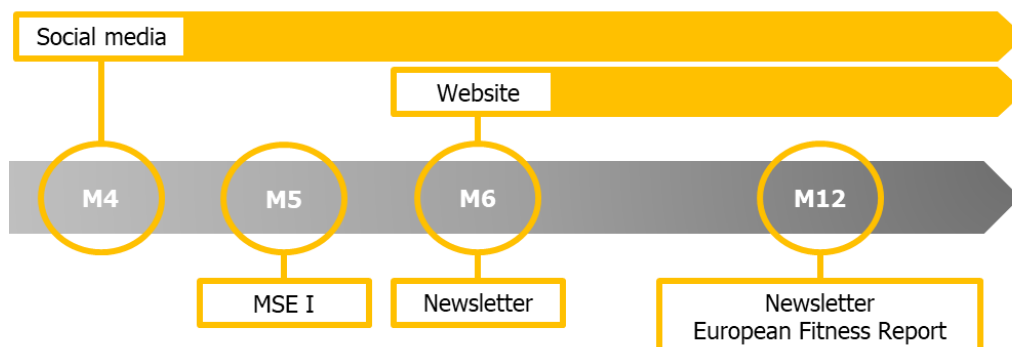 Social media
Website
M4
M5
M6
M12
MSE I
Newsletter
Newsletter
European Fitness Report